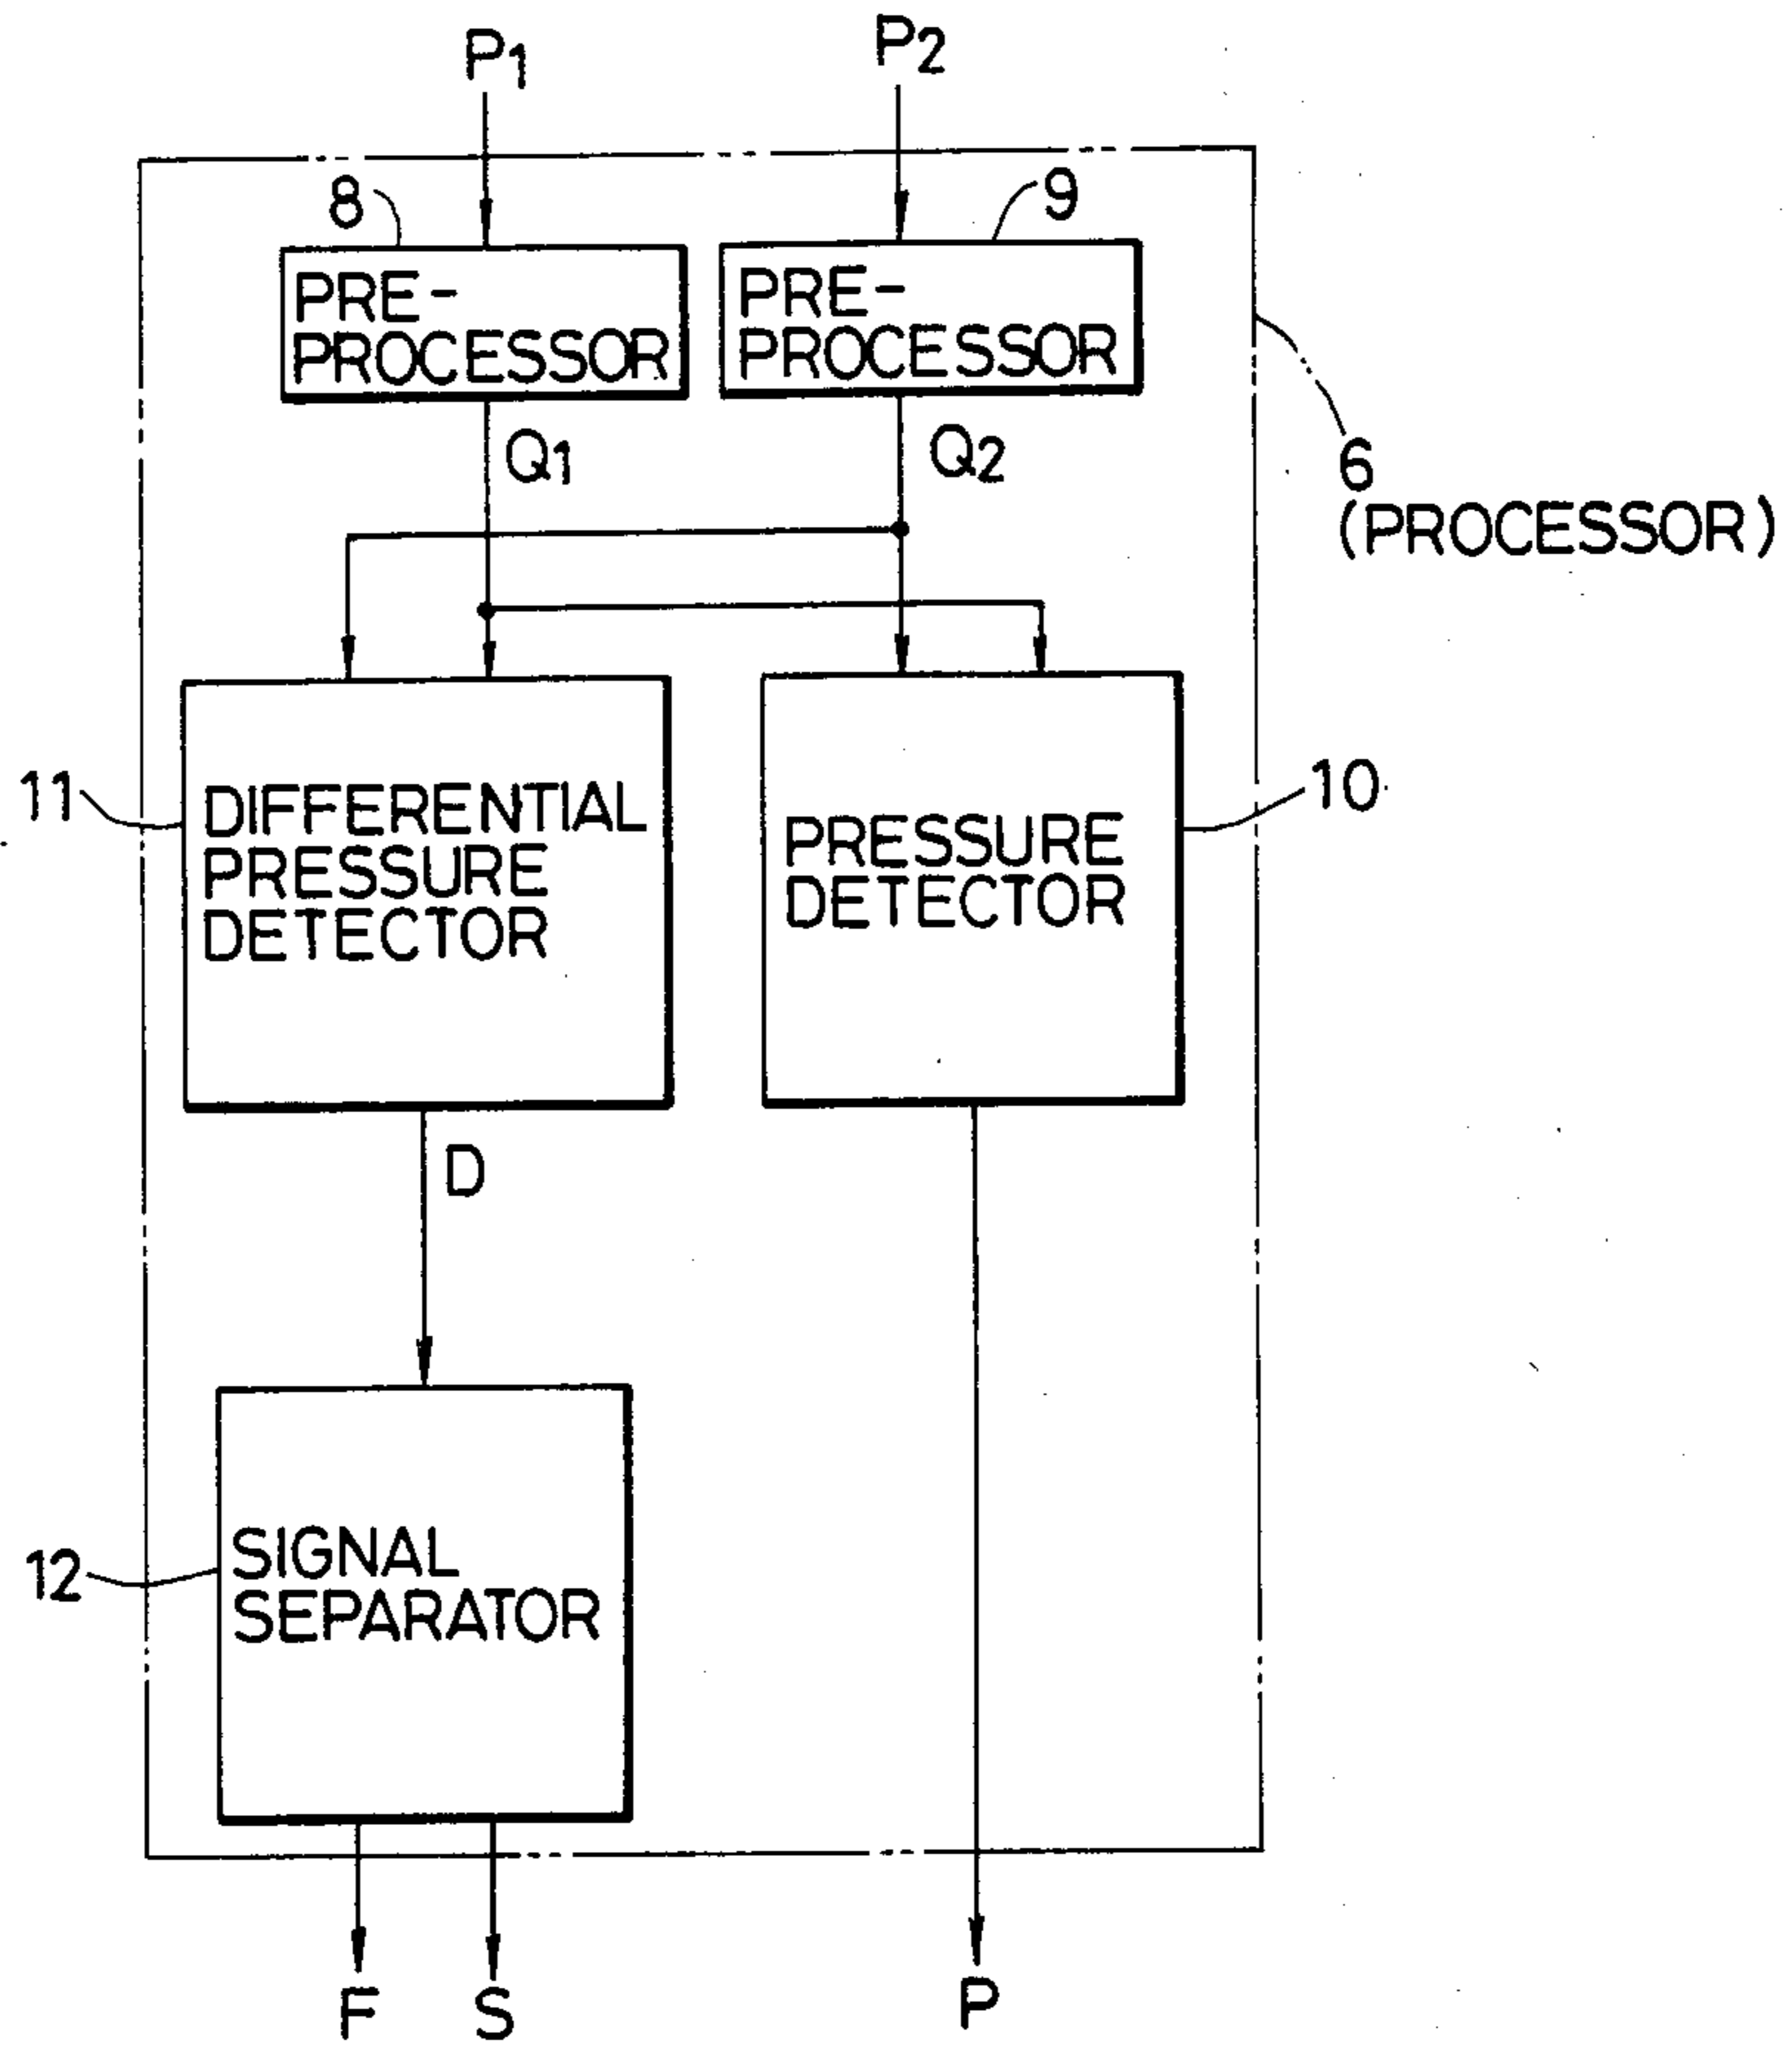 P1
P2
8
9
PRE-
PROCESSOR
PRE-
PROCESSOR
Q1
Q2
6
(PROCESSOR)
11
10
DIFFERENTIAL
PRESSURE
DETECTOR
PRESSURE
DETECTOR
D
12
SIGNAL
SEPARATOR
F
S
P